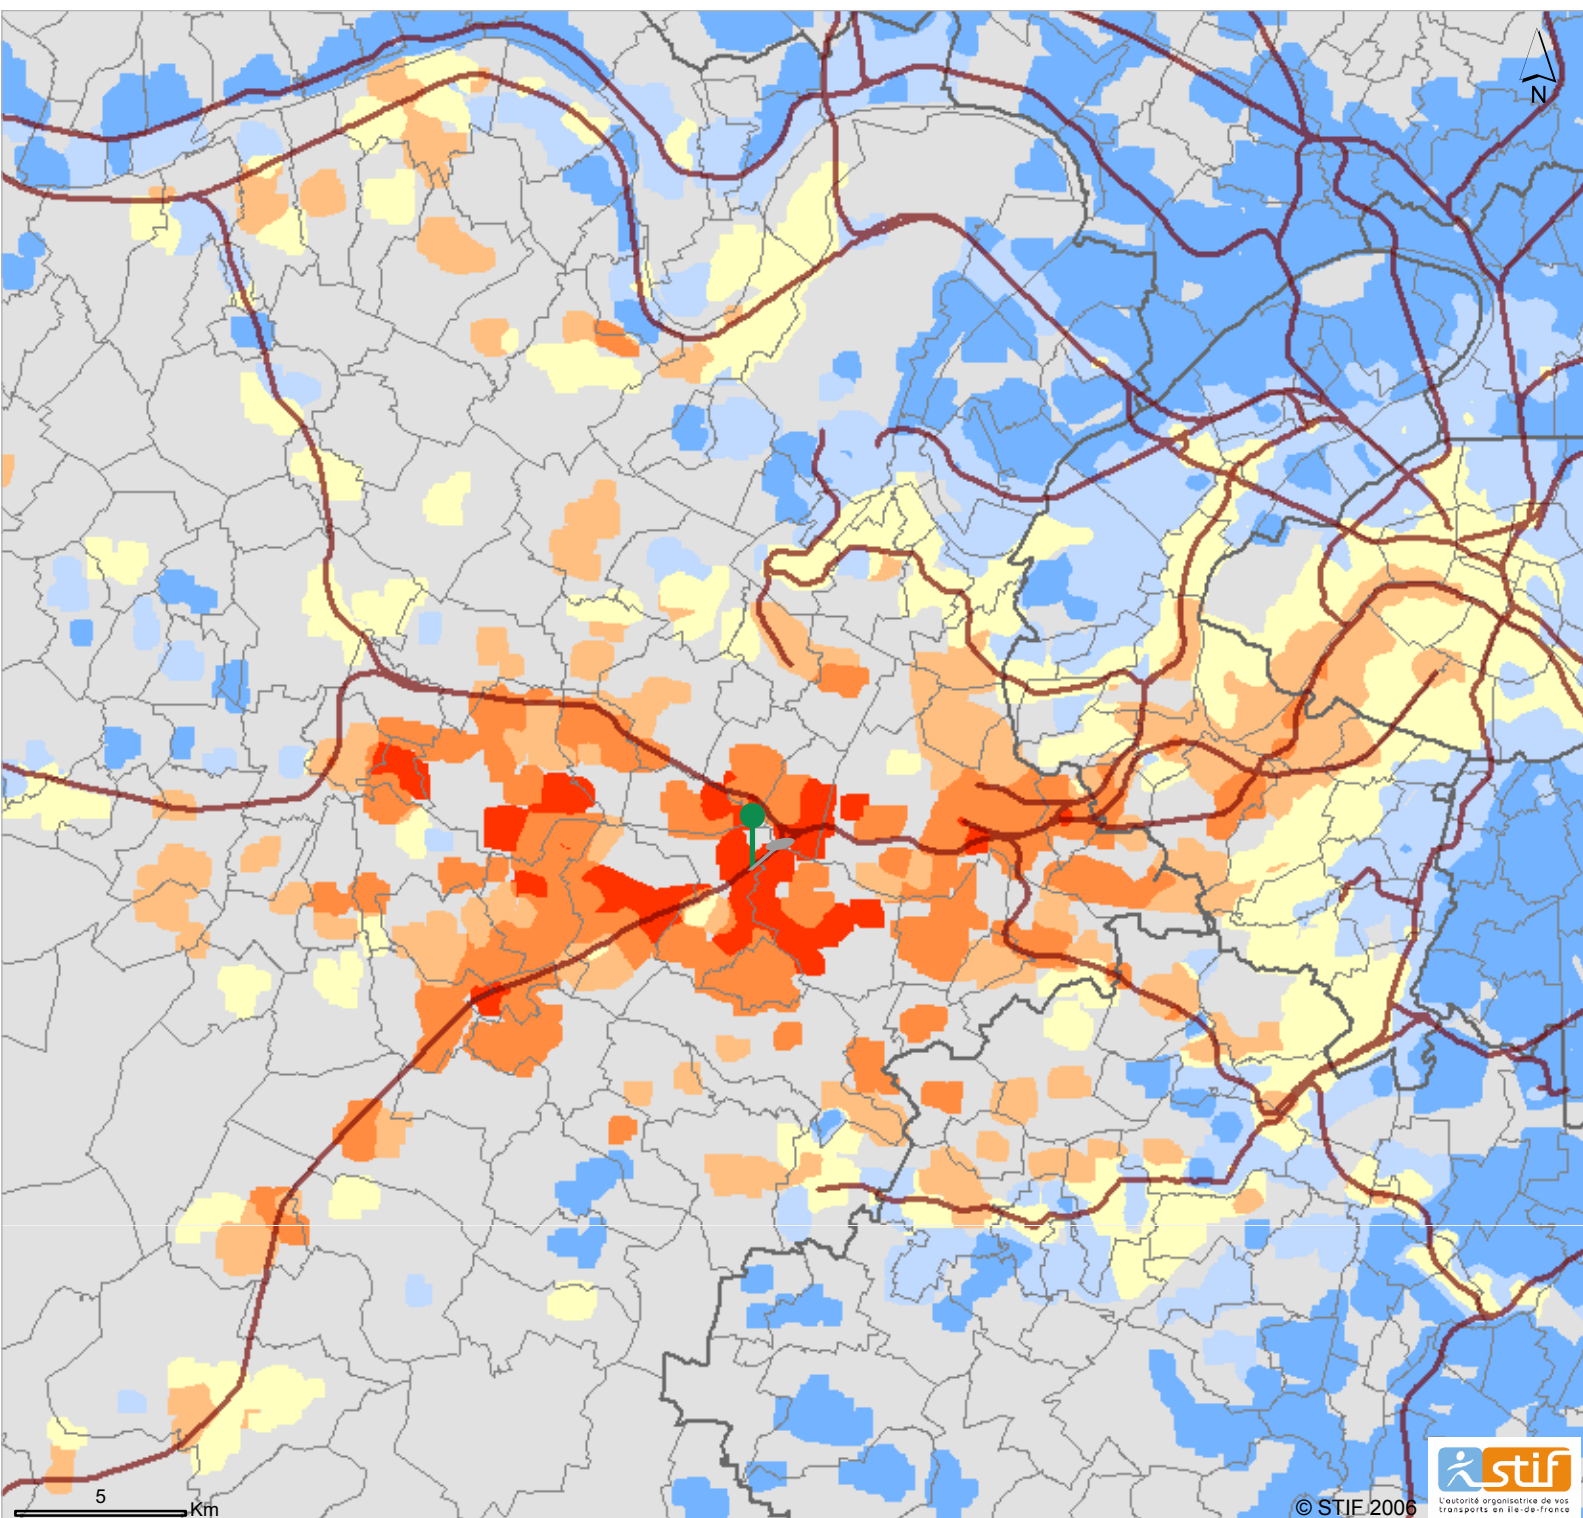 N
5
Km
© STIF 2006
stif
L'autorité organisatrice de vos
transports en île-de-france